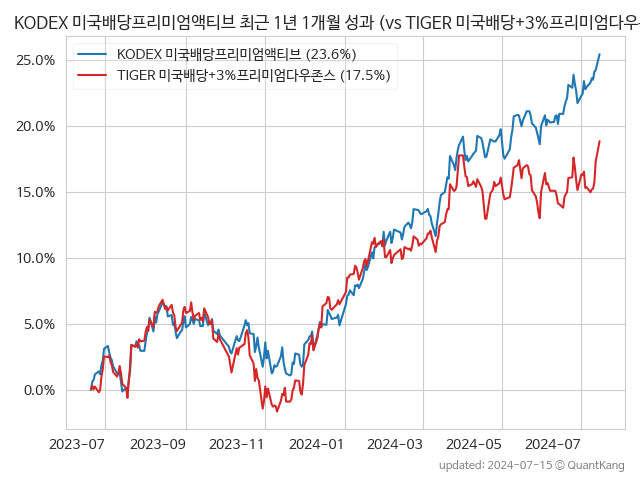 KODEX 미국배당프리미엄액티브 최근 1년 1개월 성과 (vs TIGER 미국배당+3%프리미엄다우
KODEX 미국배당프리미엄액티브 (23.6%)
TIGER 미국배당+3%프리미엄다우존스 (17.5%)
25.0%
20.0%
15.0%
10.0%
5.0%
0.0%
2023-07 2023-09 2023-11 2024-01 2024-03 2024-05 2024-07
updated: 2024-07-15 © QuantKang